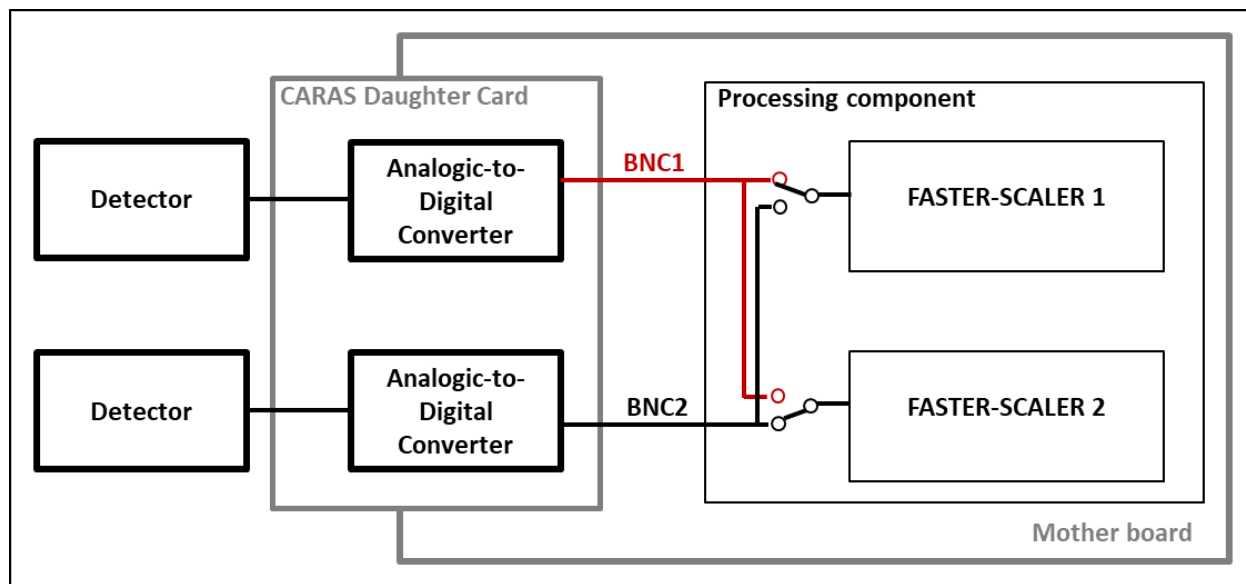 CARAS Daughter Card
Processing component
Detector
Analogic-to-
Digital
Converter
BNC1
FASTER-SCALER 1
Detector
Analogic-to-
Digital
Converter
BNC2
FASTER-SCALER 2
Mother board